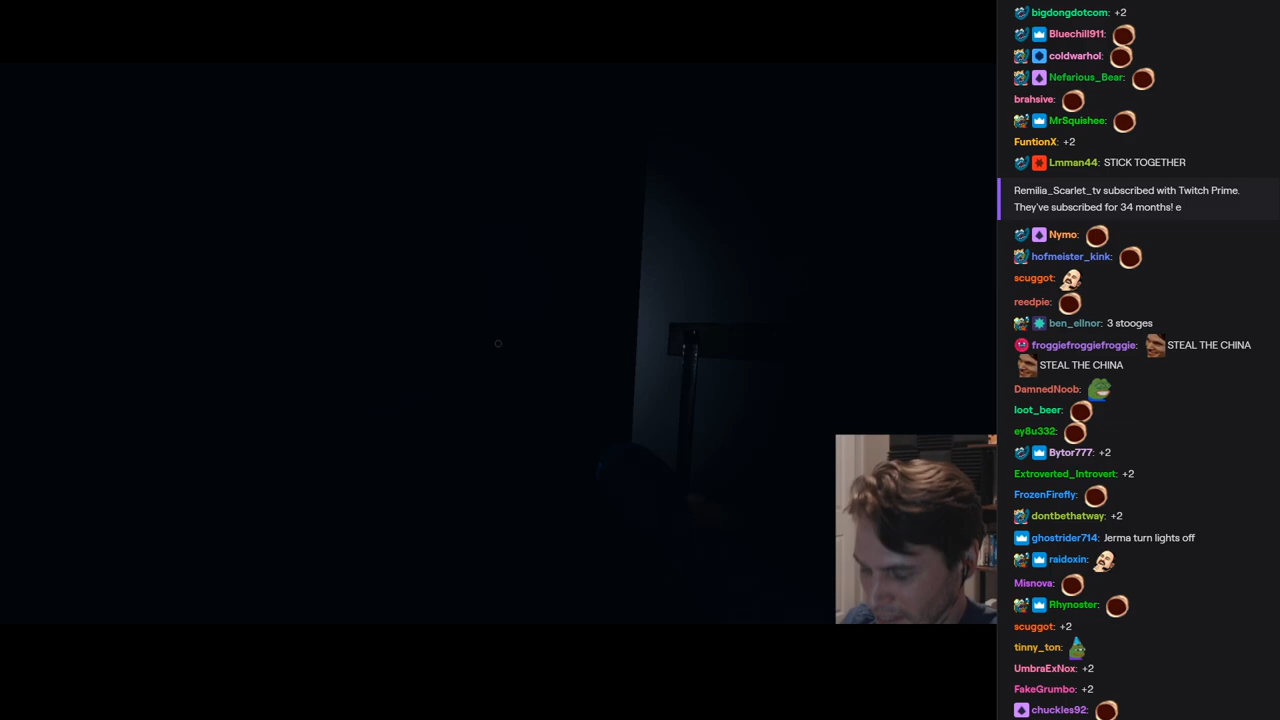 bigdongdotcom: +2
Bluechill911:
coldwarhol:
Nefarious_Bear:
brahsive:
MrSquishee:
FuntionX: +2
Lmman44: STICK TOGETHER
Remilia_Scarlet_tv subscribed with Twitch Prime.
They've subscribed for 34 months! e
Nymo:
hofmeister_kink:
scuggot:
reedpie:
ben_ellnor: 3 stooges
froggiefroggiefroggie: STEAL THE CHINA
STEAL THE CHINA
DamnedNoob:
loot_beer:
ey8u332:
Bytor777: +2
Extroverted_Introvert: +2
FrozenFirefly:
dontbethatway: +2
ghostrider714: Jerma turn lights off
raidoxin:
Misnova:
Rhynoster:
scuggot: +2
tinny_ton:
UmbraExNox: +2
FakeGrumbo: +2
chuckles92: